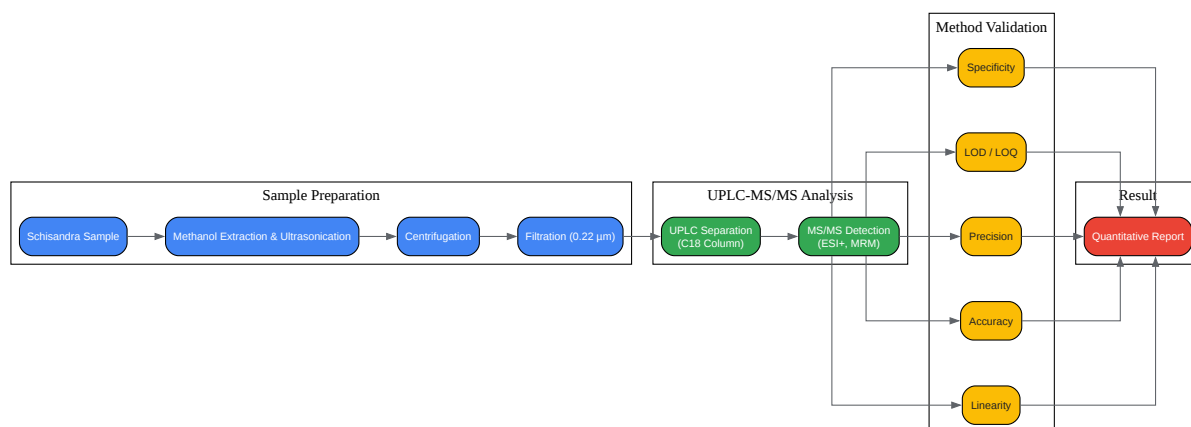 Sample Preparation
Schisandra Sample
Methanol Extraction & Ultrasonication
Centrifugation
Filtration (0.22 µm)
UPLC-MS/MS Analysis
UPLC Separation
(C18 Column)
MS/MS Detection
(ESI+, MRM)
Method Validation
Specificity
LOD / LOQ
Precision
Accuracy
Linearity
Result
Quantitative Report